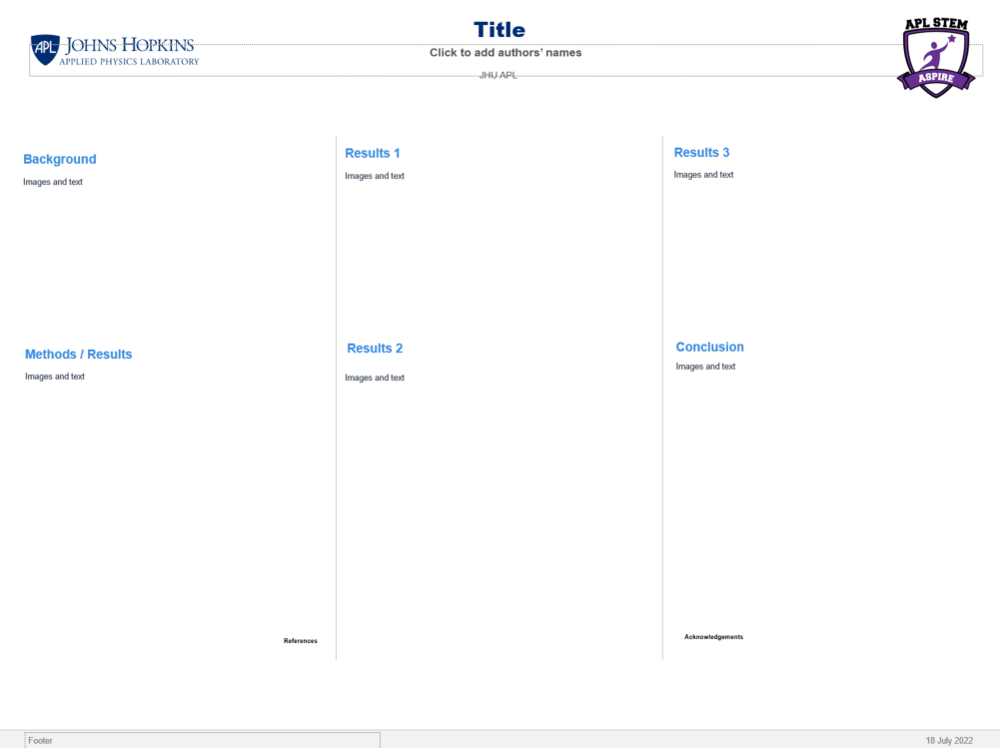 APL JOHNS HOPKINS
APPLIED PHYSICS LABORATORY
Title
Click to add authors' names
JHU APL
APL STEM
ASPIRE
Background
Images and text
Methods / Results
Images and text
References
Results 1
Images and text
Results 2
Images and text
Results 3
Images and text
Conclusion
Images and text
Acknowledgements
Footer
18 July 2022